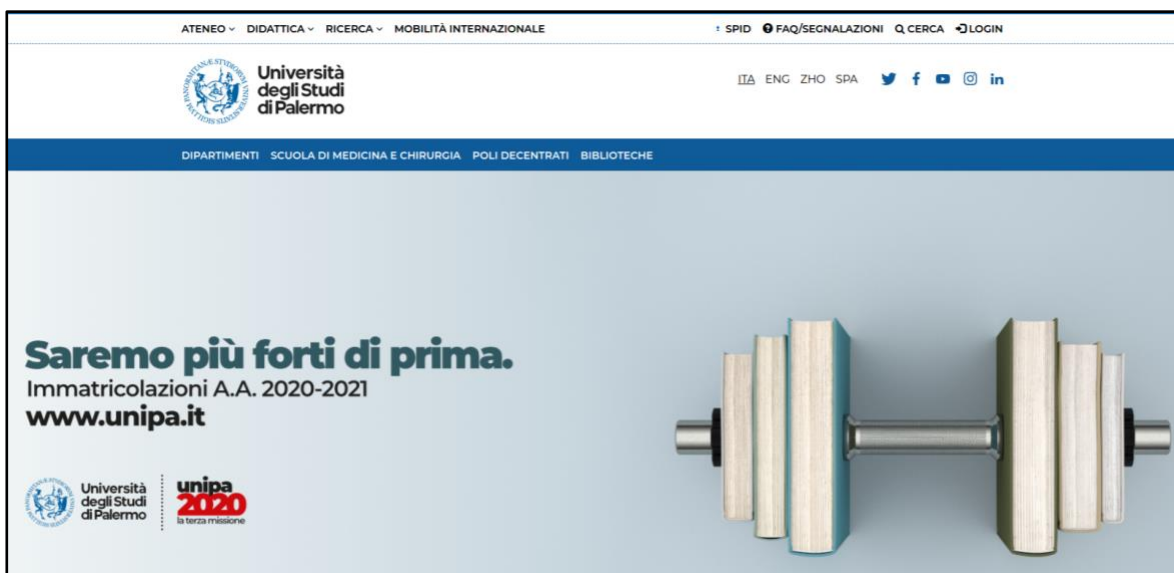 ATENEO DIDATTICA RICERCA MOBILITÀ INTERNAZIONALE SPID FAQ/SEGNALAZIONI CERCA LOGIN
Università
degli Studi
di Palermo
ITA ENG ZHO SPA
DIPARTIMENTI SCUOLA DI MEDICINA E CHIRURGIA POLI DECENTRATI BIBLIOTECHE
Saremo più forti di prima.
Immatricolazioni A.A. 2020-2021
www.unipa.it
Università
degli Studi
di Palermo
unipa
2020
la terza missione